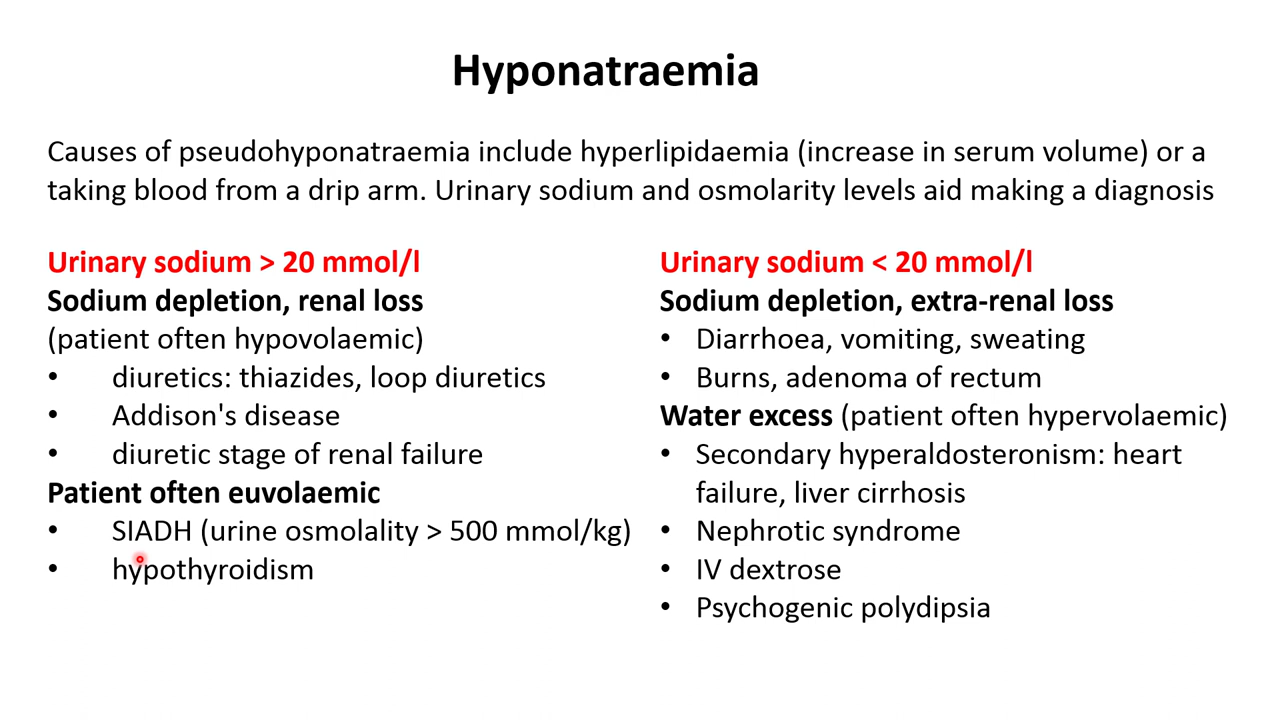 Hyponatraemia
Causes of pseudohyponatraemia include hyperlipidaemia (increase in serum volume) or a
taking blood from a drip arm. Urinary sodium and osmolarity levels aid making a diagnosis
Urinary sodium > 20 mmol/l
Sodium depletion, renal loss
(patient often hypovolaemic)
• diuretics: thiazides, loop diuretics
• Addison's disease
• diuretic stage of renal failure
Patient often euvolaemic
• SIADH (urine osmolality > 500 mmol/kg)
• hypothyroidism
Urinary sodium < 20 mmol/l
Sodium depletion, extra-renal loss
• Diarrhoea, vomiting, sweating
• Burns, adenoma of rectum
Water excess (patient often hypervolaemic)
• Secondary hyperaldosteronism: heart
failure, liver cirrhosis
• Nephrotic syndrome
• IV dextrose
• Psychogenic polydipsia